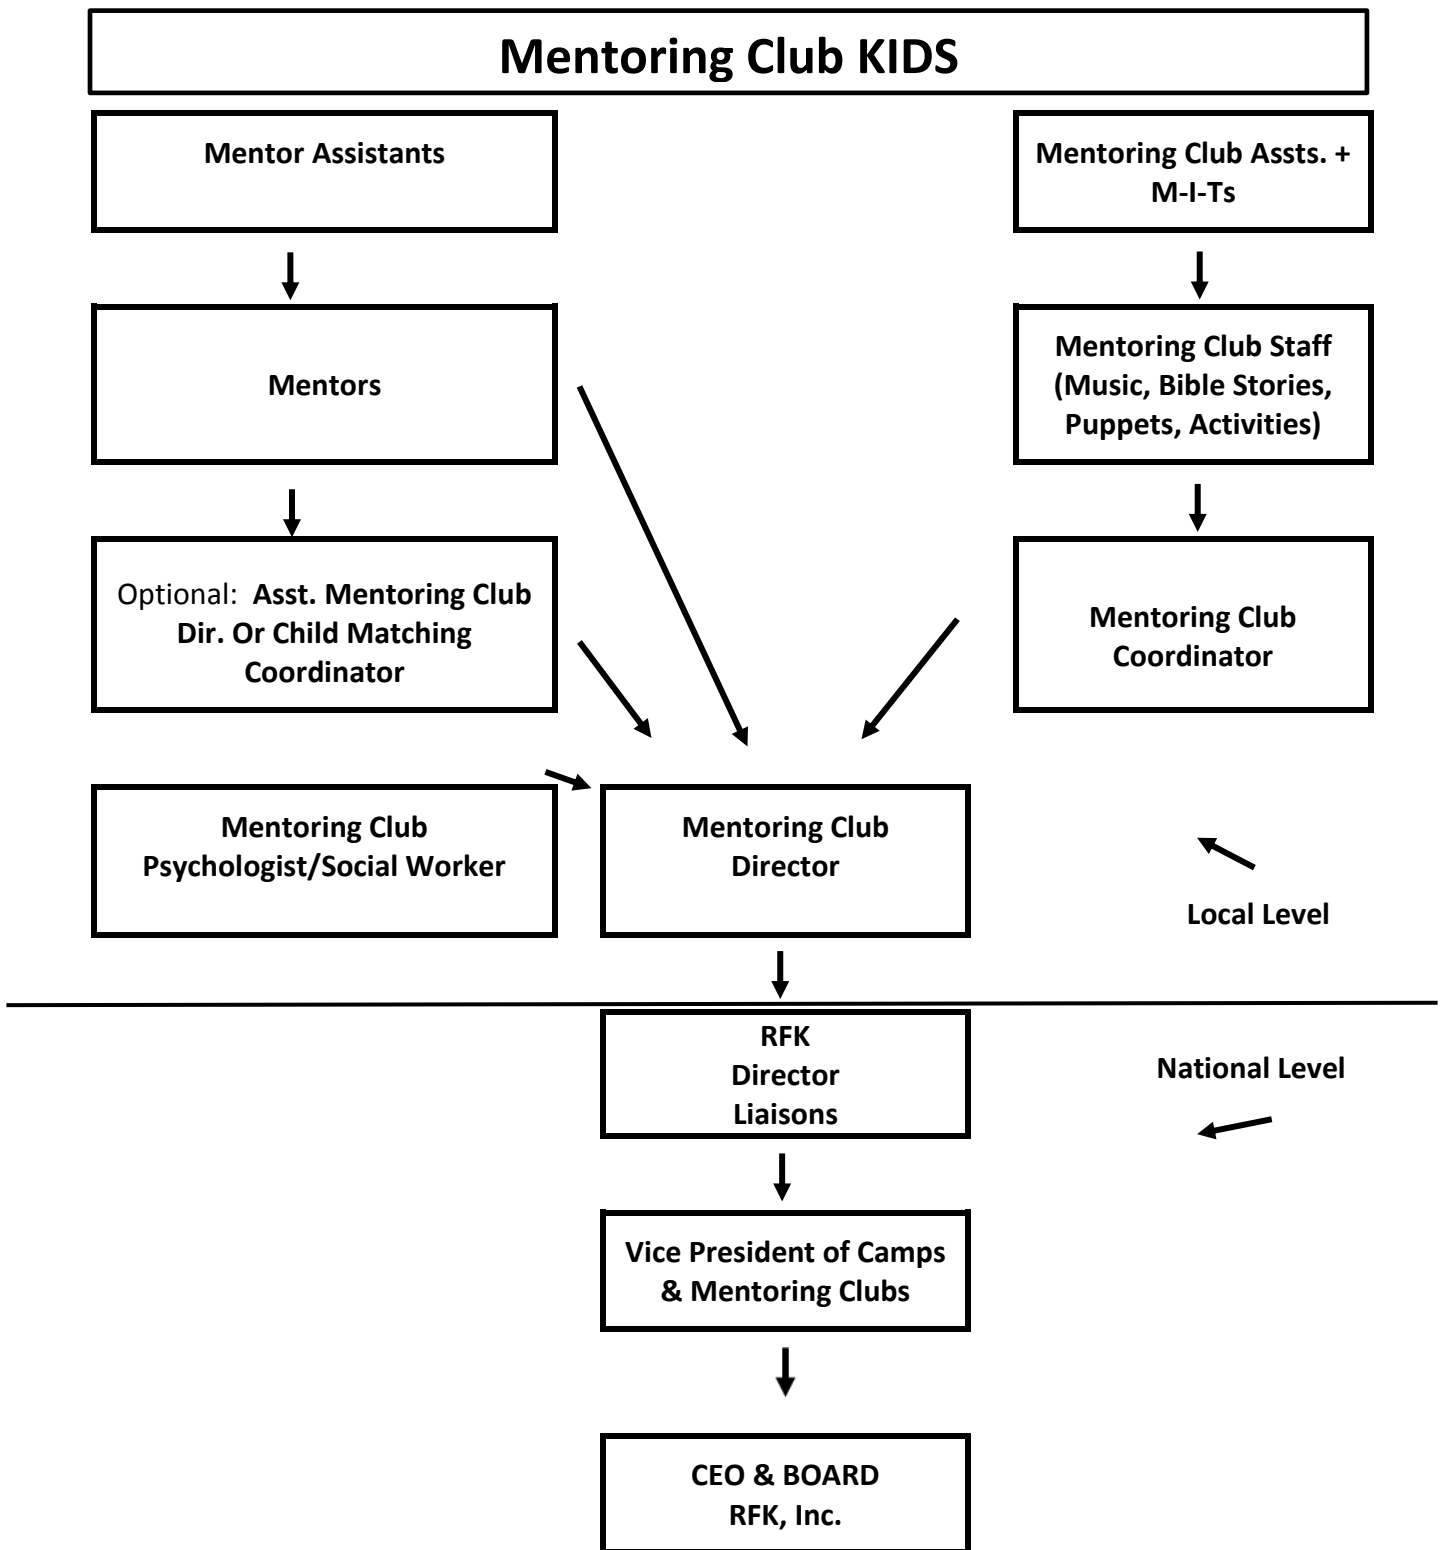 Mentoring Club KIDS
Mentor Assistants
Mentoring Club Assts. +
M-I-Ts
Mentors
Mentoring Club Staff
(Music, Bible Stories,
Puppets, Activities)
Optional:  Asst. Mentoring Club
Dir. Or Child Matching
Coordinator
Mentoring Club
Coordinator
Mentoring Club
Psychologist/Social Worker
Mentoring Club
Director
Local Level
RFK
Director
Liaisons
National Level
Vice President of Camps
& Mentoring Clubs
CEO & BOARD
RFK, Inc.